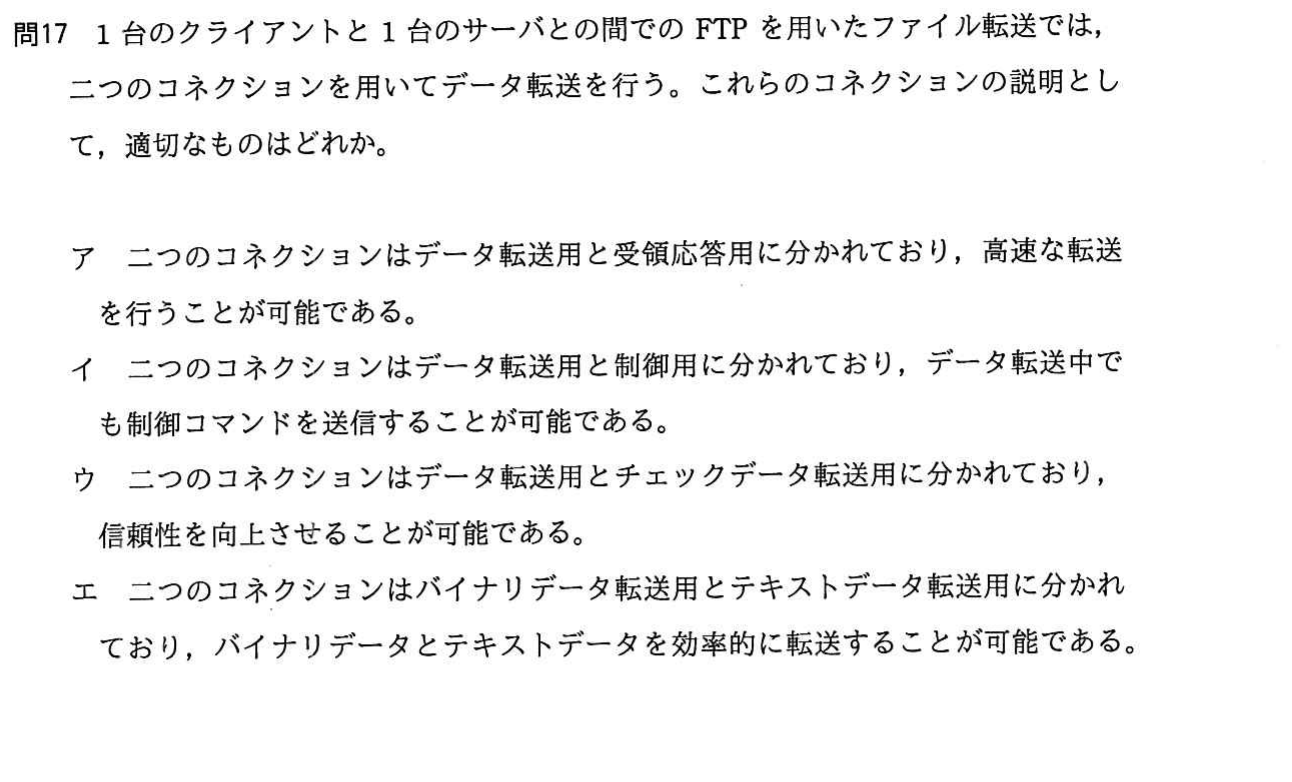 問17 1 台のクライアントと 1 台のサーバとの間での FTP を用いたファイル転送では，
二つのコネクションを用いてデータ転送を行う。これらのコネクションの説明とし
て，適切なものはどれか。
ア 二つのコネクションはデータ転送用と受領応答用に分かれており，高速な転送
を行うことが可能である。
イ 二つのコネクションはデータ転送用と制御用に分かれており，データ転送中で
も制御コマンドを送信することが可能である。
ウ 二つのコネクションはデータ転送用とチェックデータ転送用に分かれており，
信頼性を向上させることが可能である。
エ 二つのコネクションはバイナリデータ転送用とテキストデータ転送用に分かれ
ており，バイナリデータとテキストデータを効率的に転送することが可能である。